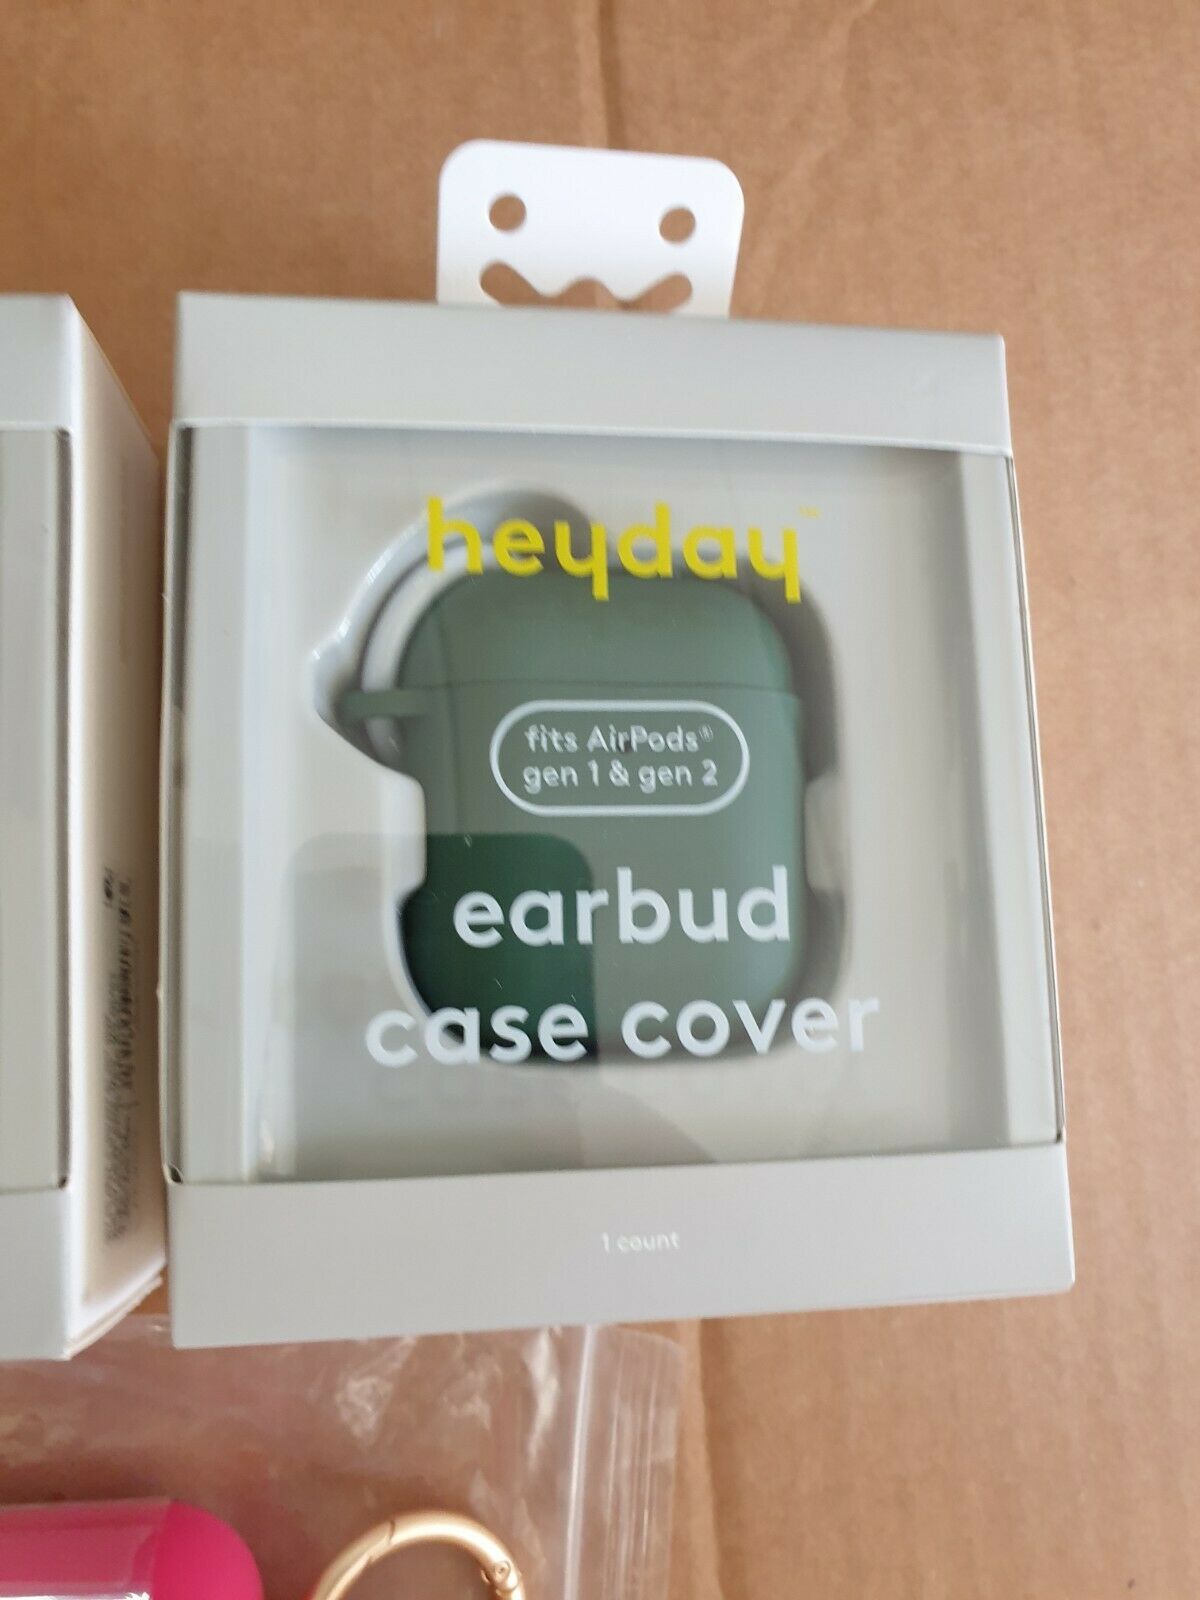 heyday™
fits AirPods®
gen 1 & gen 2
earbud
case cover
1 count